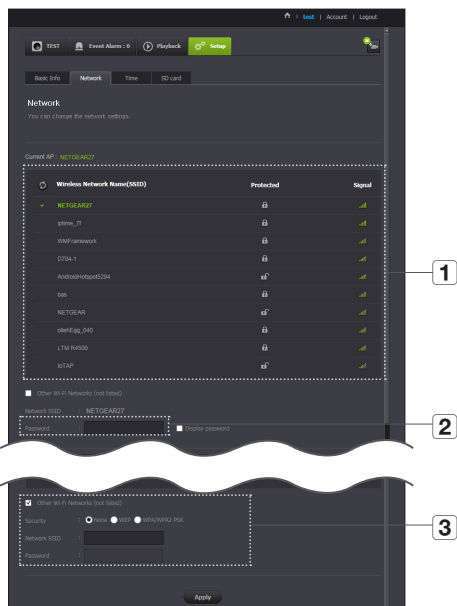 test | Account | Logout
TEST Event Alarm : 0 Playback Setup
Basic Info Network Time SD card
Network
You can change the network settings.
Current AP : NETGEAR27
Wireless Network Name(SSID) Protected Signal
NETGEAR27
iptime_7f
WMFramework
D704-1
AndroidHotspot5294
bas
NETGEAR
ollehEgg_040
LTM R4500
IoTAP
1
Other Wi-Fi Networks (not listed)
Network SSID : NETGEAR27
Password : Display password
2
Other Wi-Fi Networks (not listed)
Security : None WEP WPA/WPA2 PSK
Network SSID :
Password :
3
Apply